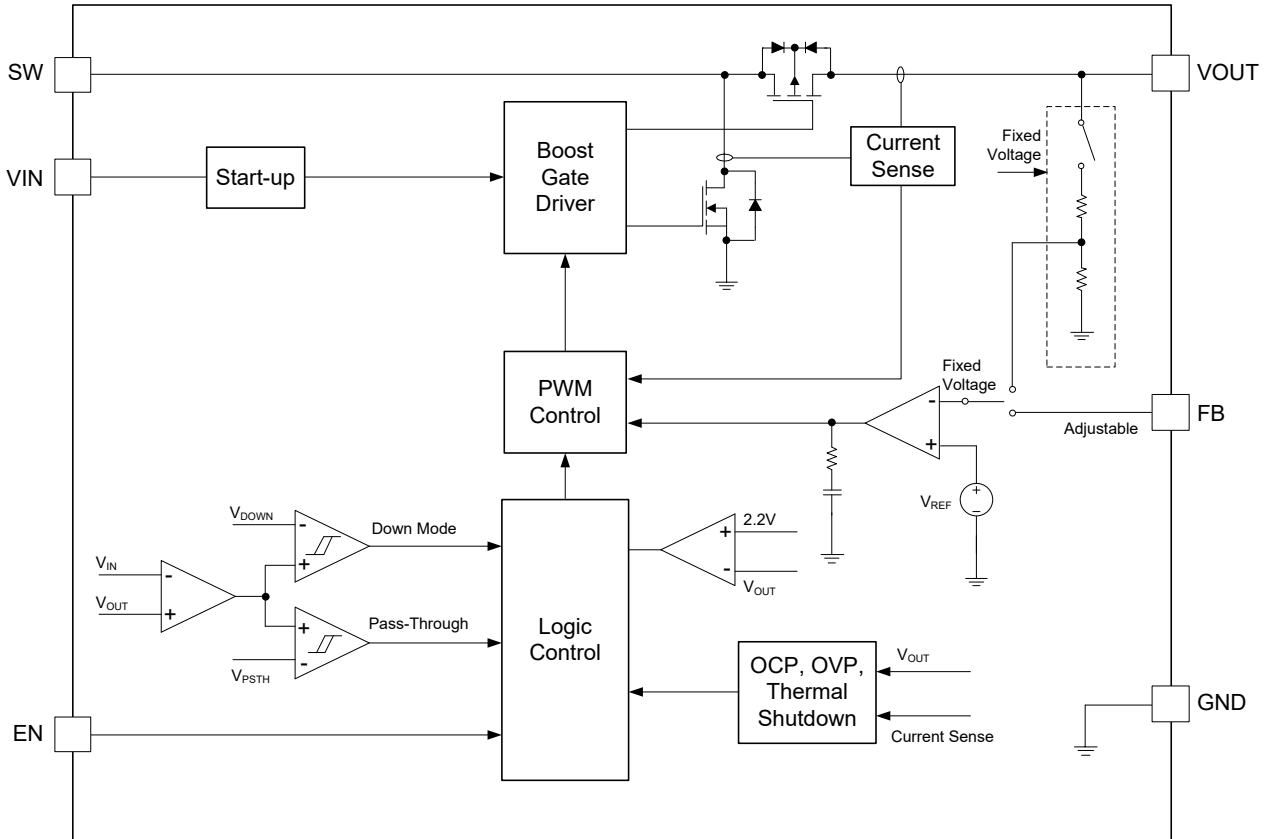 SW
VOUT
VIN
Start-up
Boost
Gate
Driver
Current
Sense
Fixed
Voltage
PWM
Control
Fixed
Voltage
-
+
Adjustable
FB
VREF
+
-
VDOWN
-
+
Down Mode
VIN
-
VOUT
+
+
-
VPSTH
Pass-Through
Logic
Control
2.2V
+
-
VOUT
OCP, OVP,
Thermal
Shutdown
VOUT
Current Sense
EN
GND